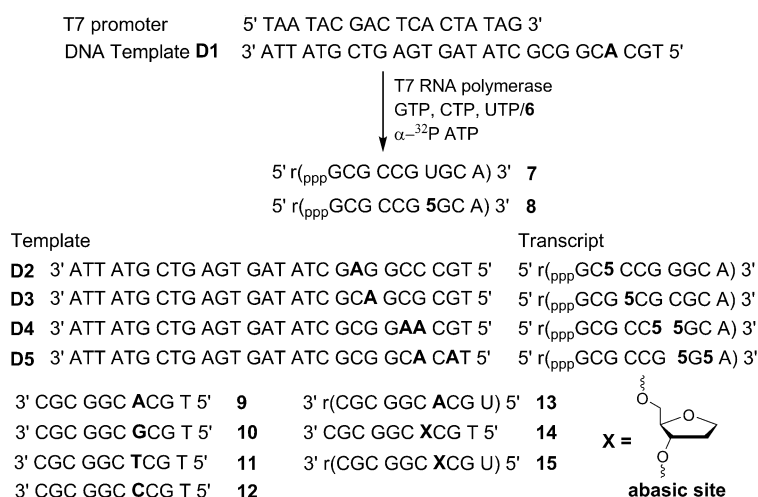 T7 promoter 5' TAA TAC GAC TCA CTA TAG 3'
DNA Template D1 3' ATT ATG CTG AGT GAT ATC GCG GCA CGT 5'
T7 RNA polymerase
GTP, CTP, UTP/6
α–³²P ATP
5' r(pppGCG CCG UGC A) 3' 7
5' r(pppGCG CCG 5GC A) 3' 8
Template Transcript
D2 3' ATT ATG CTG AGT GAT ATC GAG GCC CGT 5' 5' r(pppGC5 CCG GGC A) 3'
D3 3' ATT ATG CTG AGT GAT ATC GCA GCG CGT 5' 5' r(pppGCG 5CG CGC A) 3'
D4 3' ATT ATG CTG AGT GAT ATC GCG GAA CGT 5' 5' r(pppGCG CC5 5GC A) 3'
D5 3' ATT ATG CTG AGT GAT ATC GCG GCA CAT 5' 5' r(pppGCG CCG 5G5 A) 3'
3' CGC GGC ACG T 5' 9 3' r(CGC GGC ACG U) 5' 13
3' CGC GGC GCG T 5' 10 3' CGC GGC XCG T 5' 14
3' CGC GGC TCG T 5' 11 3' r(CGC GGC XCG U) 5' 15
3' CGC GGC CCG T 5' 12
X =
O
O
O
abasic site